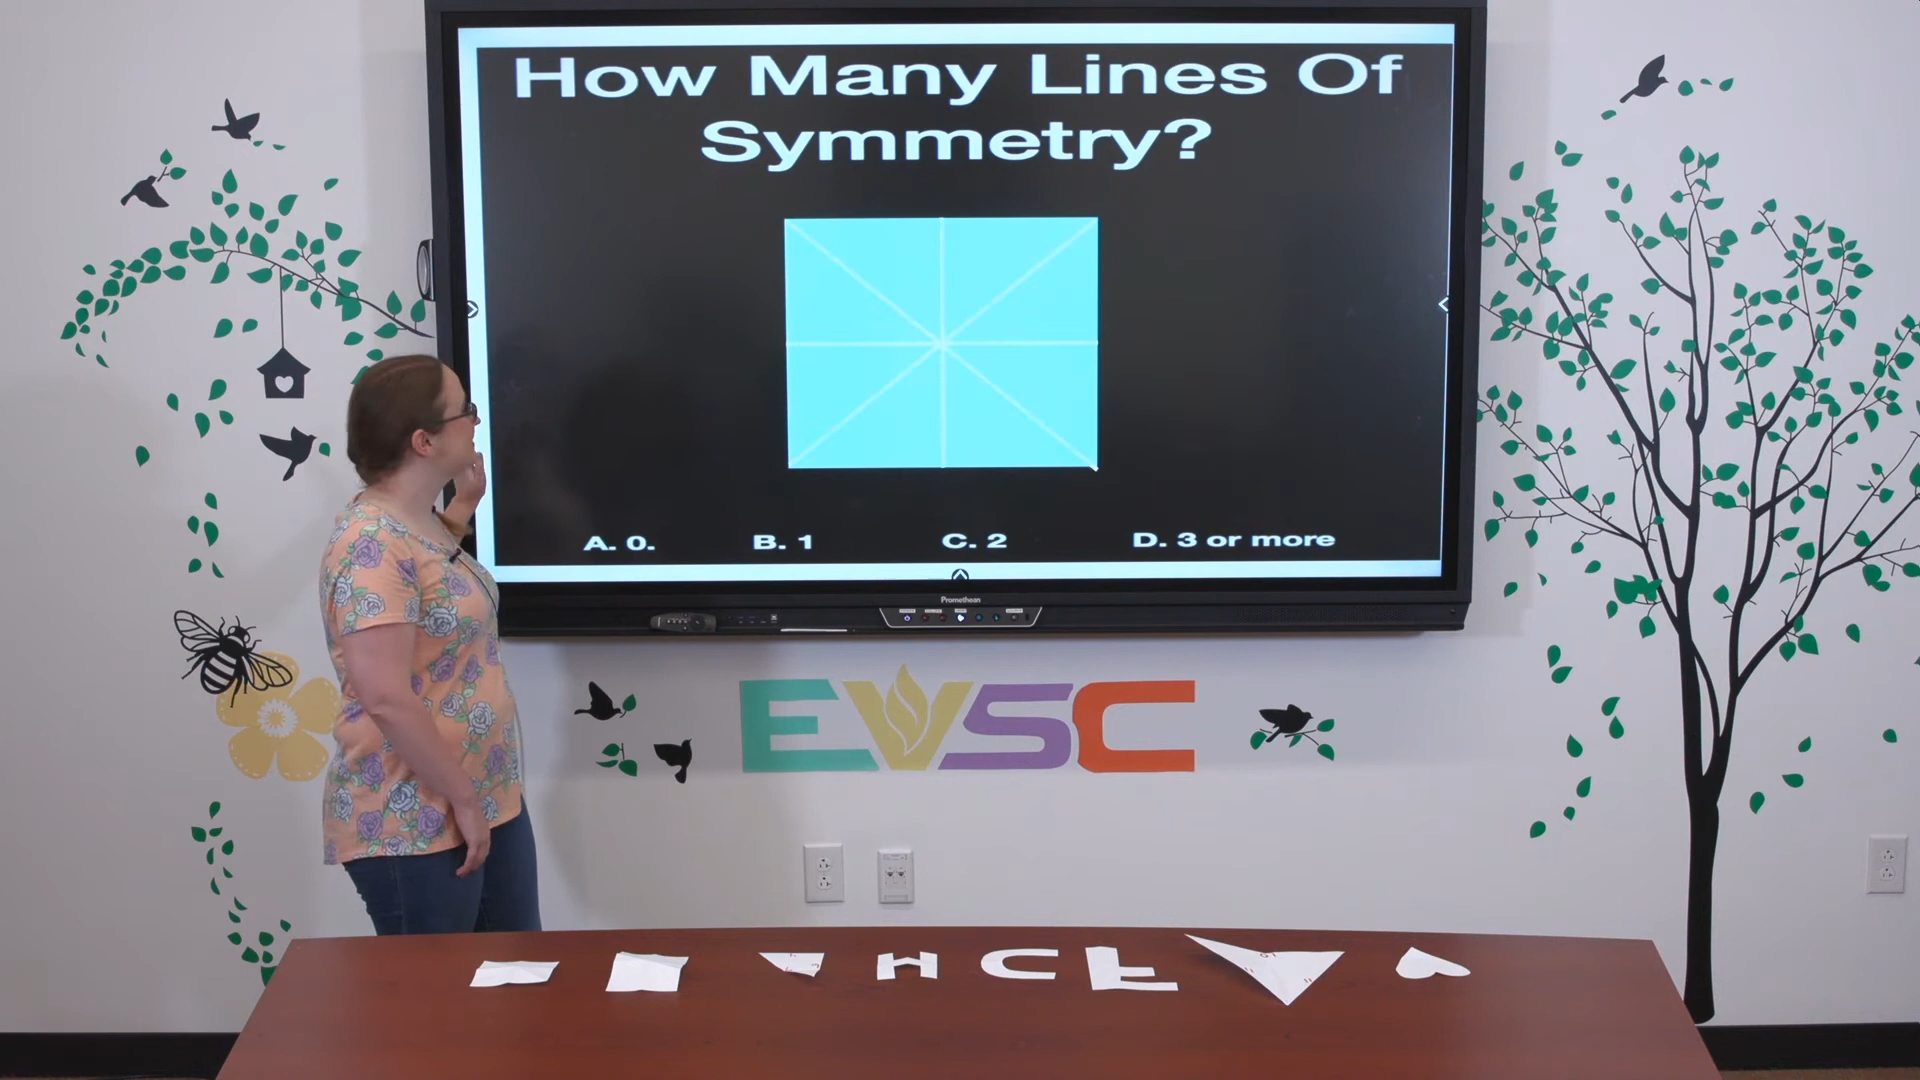 How Many Lines Of
Symmetry?
A. 0.
B. 1
C. 2
D. 3 or more
Promethean
EVSC